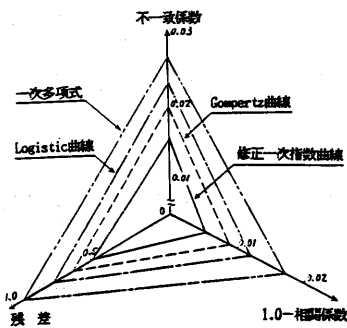 不一致係数
0.03
一次多項式
0.02
Gompertz曲線
Logistic曲線
修正一次指数曲線
0.01
0
0.5
0.01
1.0
0.02
残差
1.0-相関係数